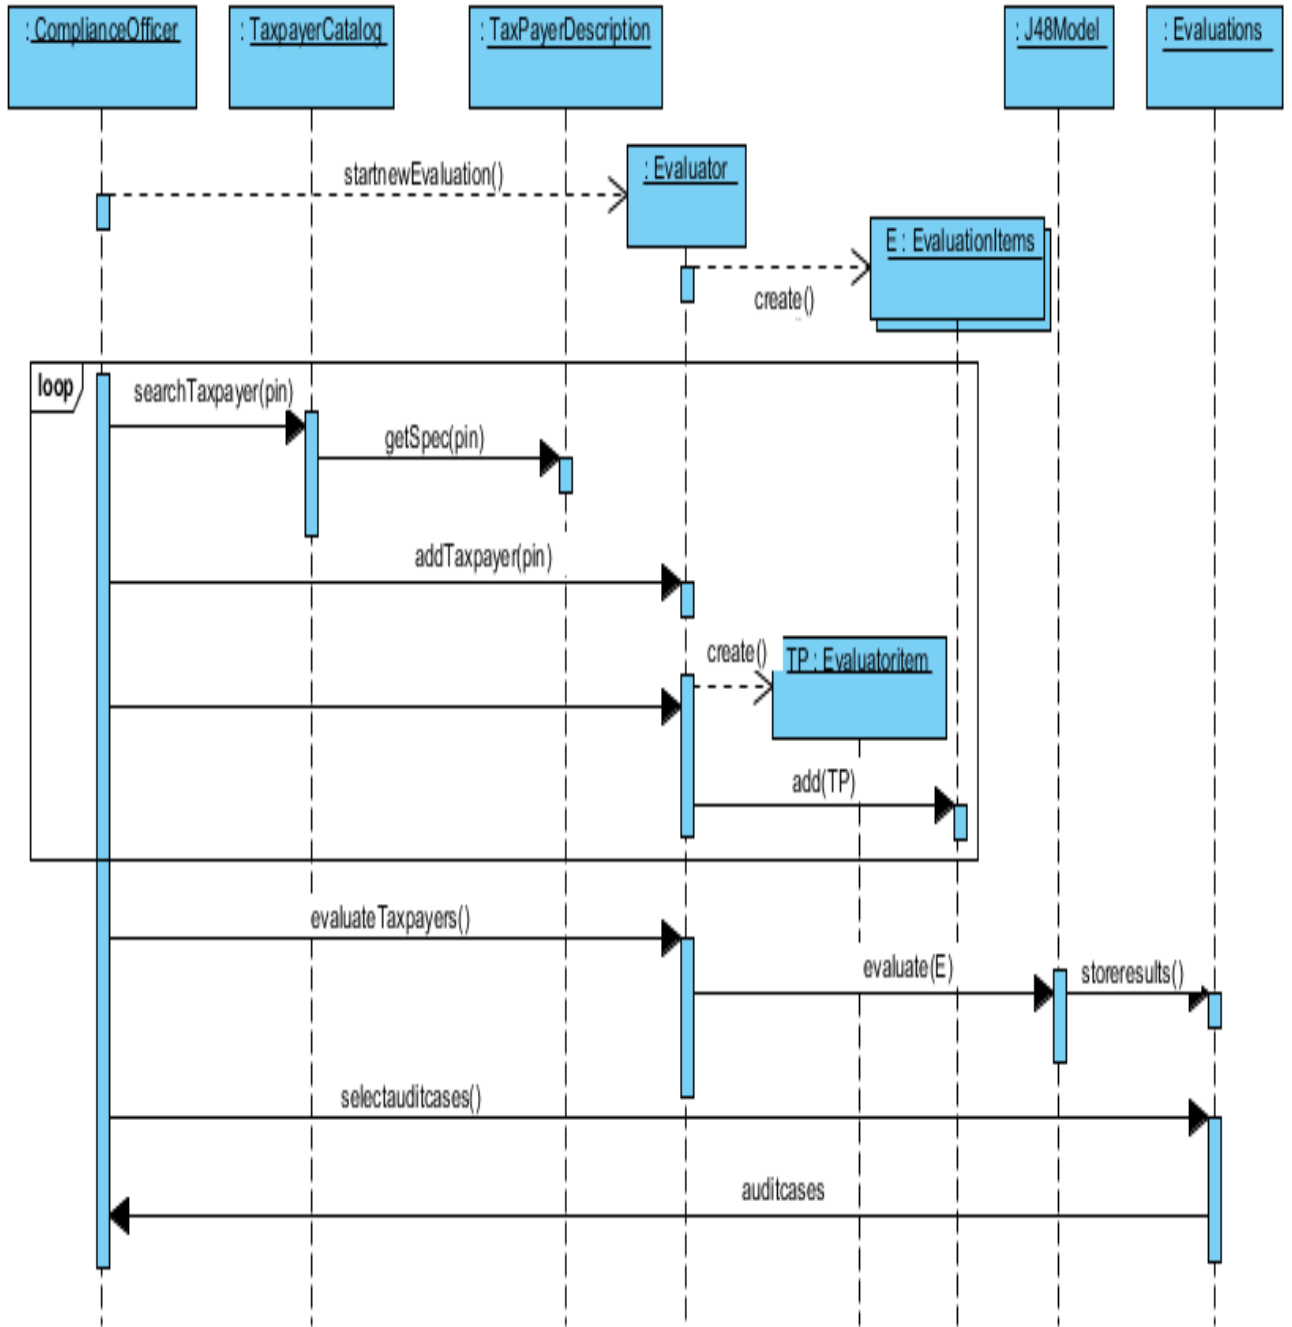 : ComplianceOfficer
: TaxpayerCatalog
: TaxPayerDescription
: J48Model
: Evaluations
startnewEvaluation()
: Evaluator
E : EvaluationItems
create()
loop
searchTaxpayer(pin)
getSpec(pin)
addTaxpayer(pin)
create()
TP : Evaluatoritem
add(TP)
evaluateTaxpayers()
evaluate(E)
storeresults()
selectauditcases()
auditcases